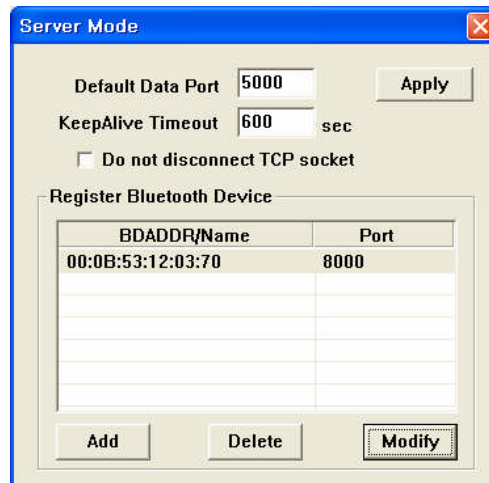 Server Mode
Default Data Port 5000 Apply
KeepAlive Timeout 600 sec
Do not disconnect TCP socket
Register Bluetooth Device
BDADDR/Name Port
00:0B:53:12:03:70 8000
Add Delete Modify